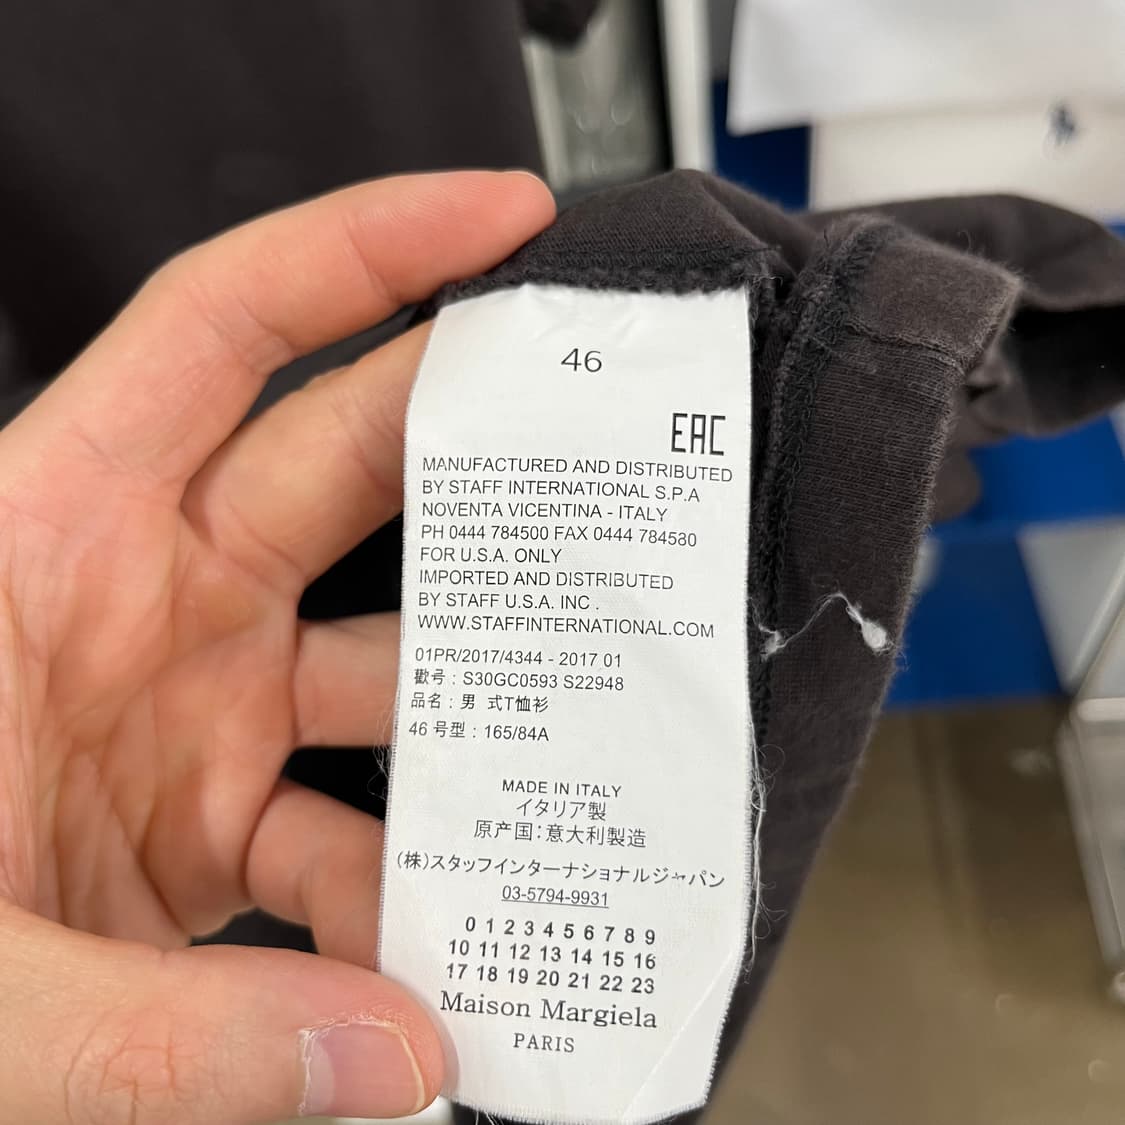 46
EAC
MANUFACTURED AND DISTRIBUTED
BY STAFF INTERNATIONAL S.P.A
NOVENTA VICENTINA - ITALY
PH 0444 784500 FAX 0444 784530
FOR U.S.A. ONLY
IMPORTED AND DISTRIBUTED
BY STAFF U.S.A. INC .
WWW.STAFFINTERNATIONAL.COM
01PR/2017/4344 - 2017 01
歡号 : S30GC0593 S22948
品名 : 男 式T恤衫
46 号型 : 165/84A
MADE IN ITALY
イタリア製
原产国:意大利製造
(株)スタッフインターナショナルジャパン
03-5794-9931
0 1 2 3 4 5 6 7 8 9
10 11 12 13 14 15 16
17 18 19 20 21 22 23
Maison Margiela
PARIS